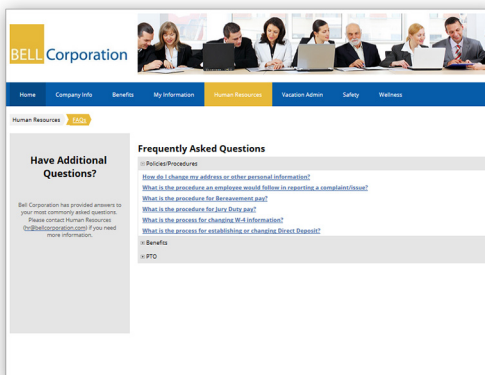 BELL Corporation
Home Company Info Benefits My Information Human Resources Vacation Admin Safety Wellness
Human Resources FAQs
Have Additional
Questions?
Bell Corporation has provided answers to
your most commonly asked questions.
Please contact Human Resources
(hr@bellcorporation.com) if you need
more information.
Frequently Asked Questions
Policies/Procedures
How do I change my address or other personal information?
What is the procedure an employee would follow in reporting a complaint/issue?
What is the procedure for Bereavement pay?
What is the procedure for Jury Duty pay?
What is the process for changing W-4 information?
What is the process for establishing or changing Direct Deposit?
Benefits
PTO